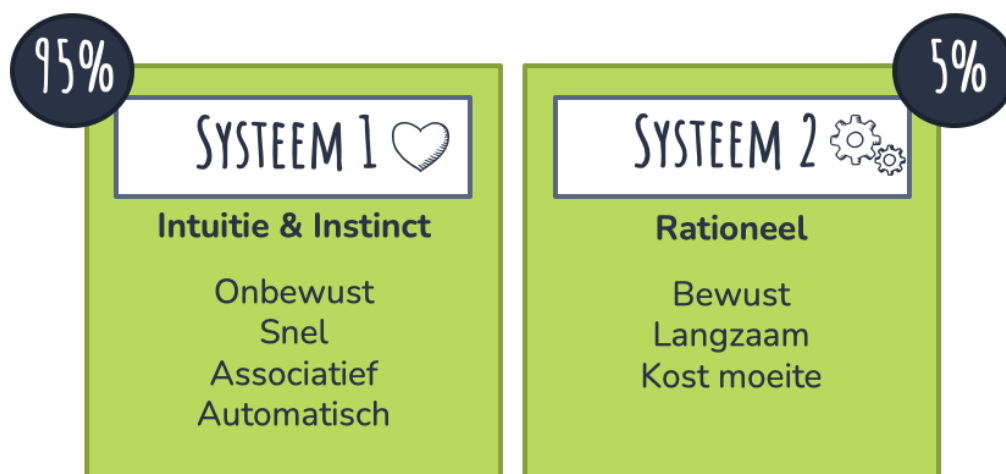 95%
SYSTEEM 1
Intuitie & Instinct
Onbewust
Snel
Associatief
Automatisch
5%
SYSTEEM 2
Rationeel
Bewust
Langzaam
Kost moeite